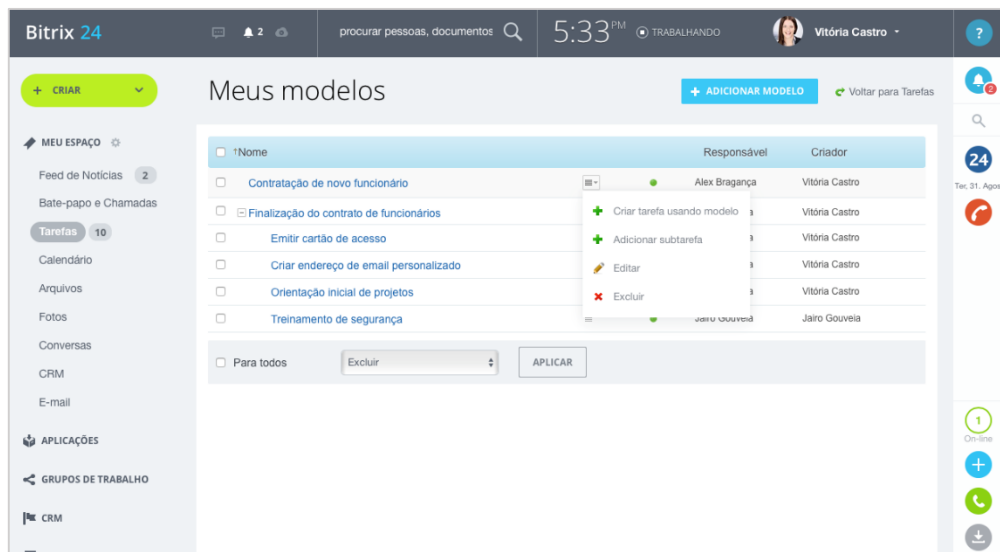 Bitrix 24
2
procurar pessoas, documentos
5:33 PM
TRABALHANDO
Vitória Castro
?
+ CRIAR
Meus modelos
+ ADICIONAR MODELO
Voltar para Tarefas
2
MEU ESPAÇO
Feed de Notícias 2
Bate-papo e Chamadas
Tarefas 10
Calendário
Arquivos
Fotos
Conversas
CRM
E-mail
APLICAÇÕES
GRUPOS DE TRABALHO
CRM
↑Nome Responsável Criador
Contratação de novo funcionário Alex Bragança Vitória Castro
Finalização do contrato de funcionários a Vitória Castro
Emitir cartão de acesso a Vitória Castro
Criar endereço de email personalizado a Vitória Castro
Orientação inicial de projetos a Vitória Castro
Treinamento de segurança Jairo Gouveia Jairo Gouveia
Criar tarefa usando modelo
Adicionar subtarefa
Editar
Excluir
Para todos Excluir APLICAR
24
Ter, 31. Agos
1
On-line